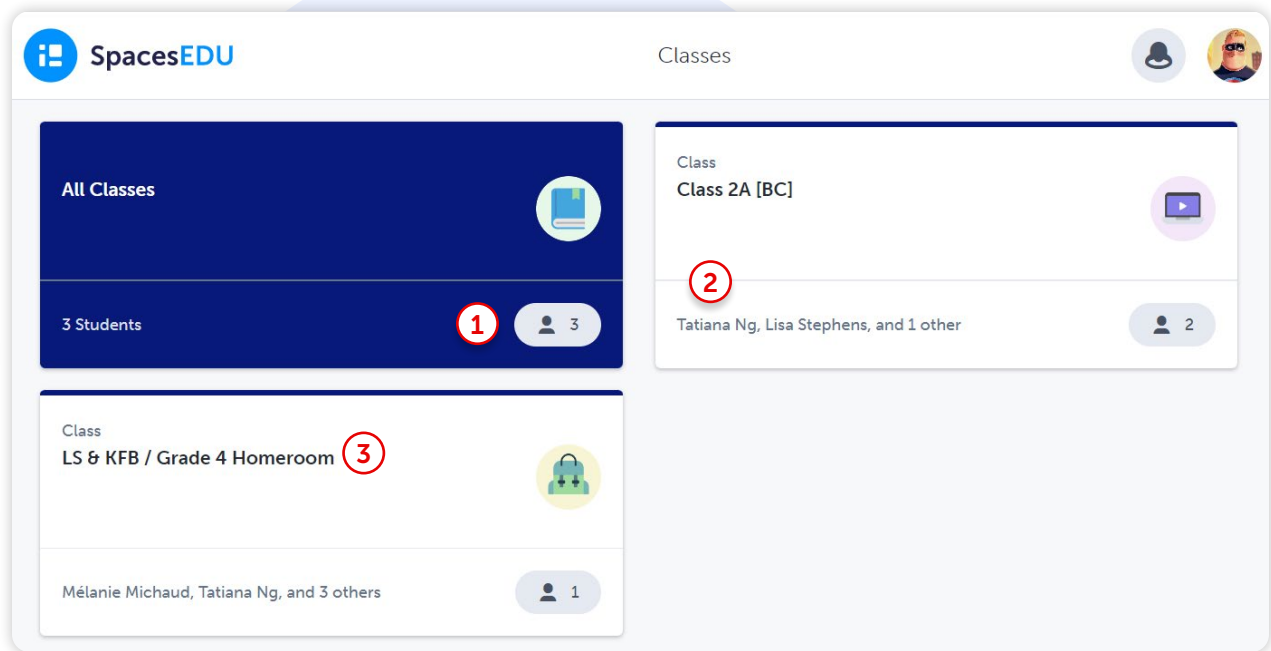 SpacesEDU
Classes
All Classes
3 Students
1
3
Class
Class 2A [BC]
2
Tatiana Ng, Lisa Stephens, and 1 other
2
Class
LS & KFB / Grade 4 Homeroom
3
Mélanie Michaud, Tatiana Ng, and 3 others
1